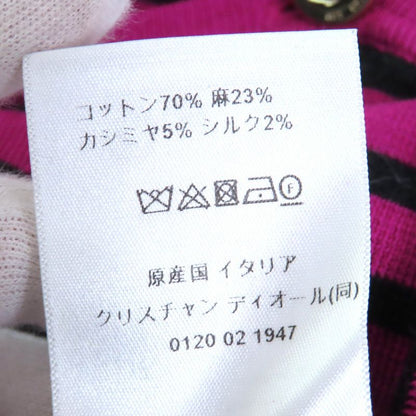 コットン70% 麻23%
カシミヤ5% シルク2%
F
原産国 イタリア
クリスチャン ディオール(同)
0120 02 1947